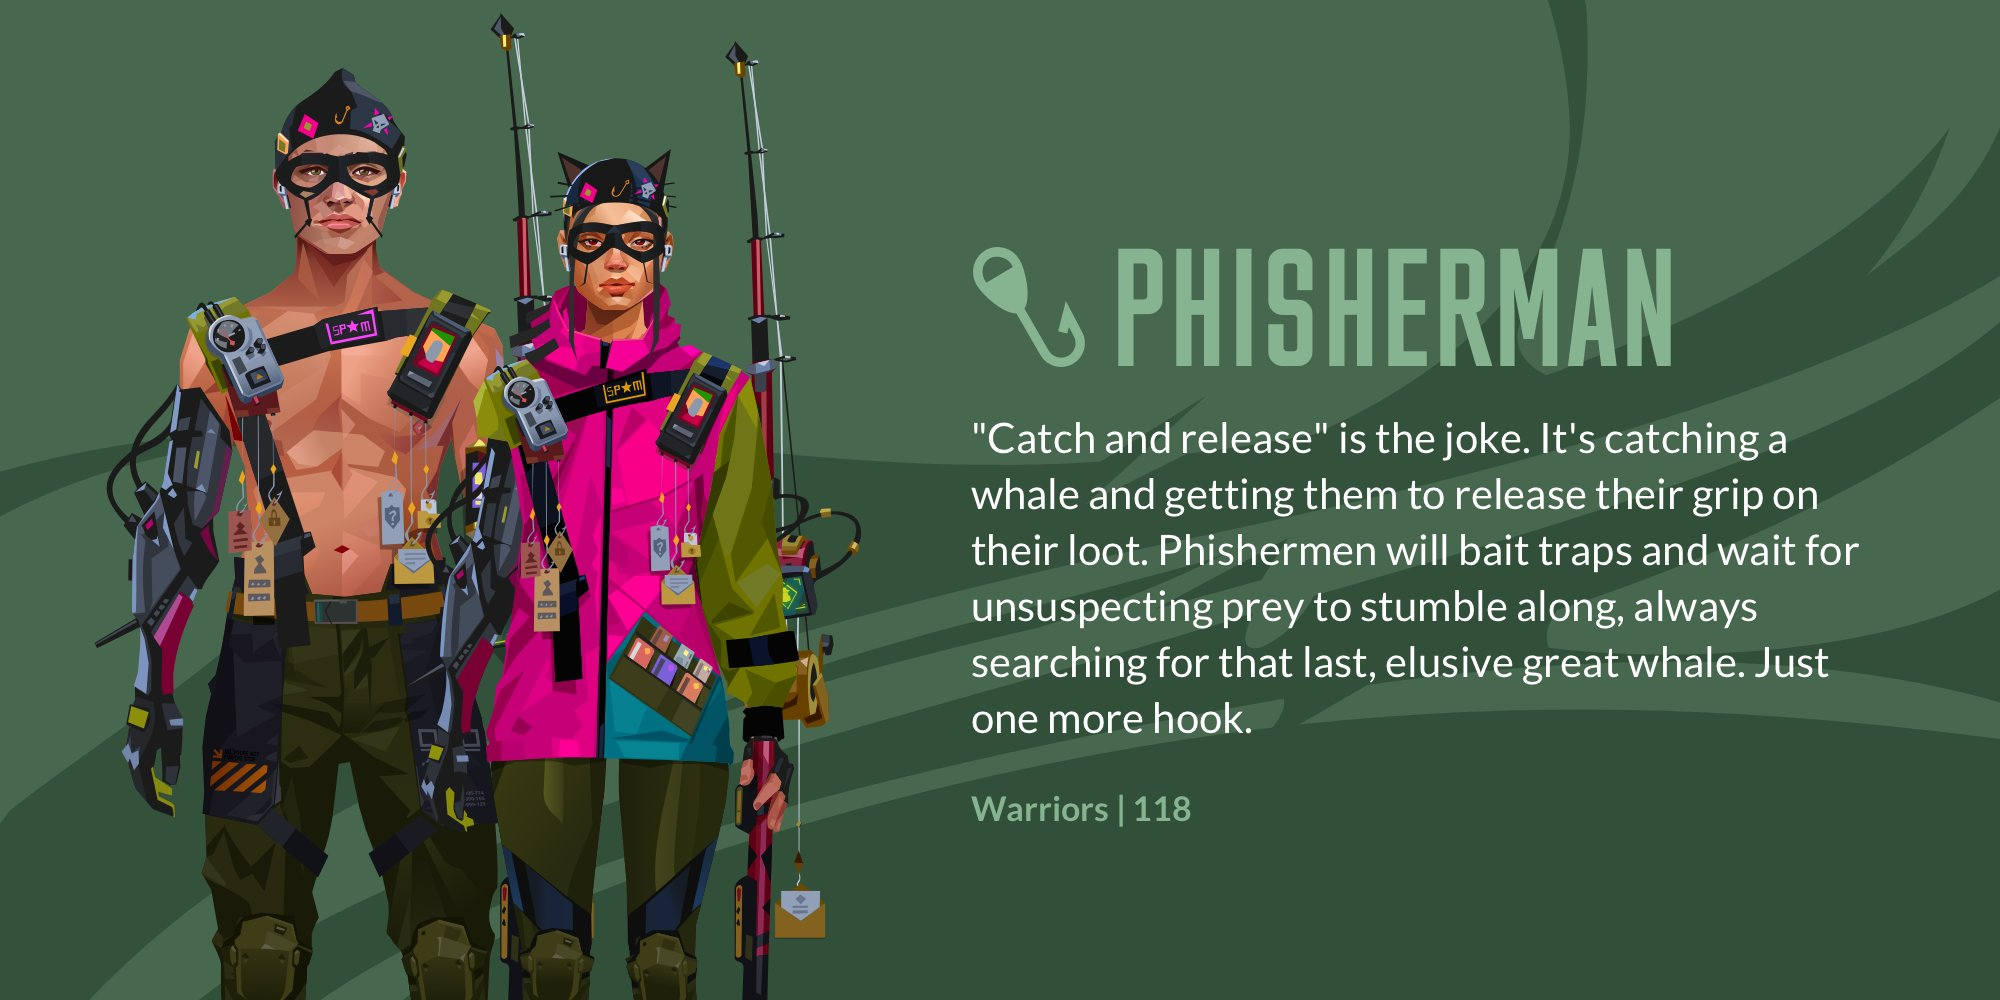 SP★M
SP★M
PHISHERMAN
"Catch and release" is the joke. It's catching a
whale and getting them to release their grip on
their loot. Phishermen will bait traps and wait for
unsuspecting prey to stumble along, always
searching for that last, elusive great whale. Just
one more hook.
Warriors | 118